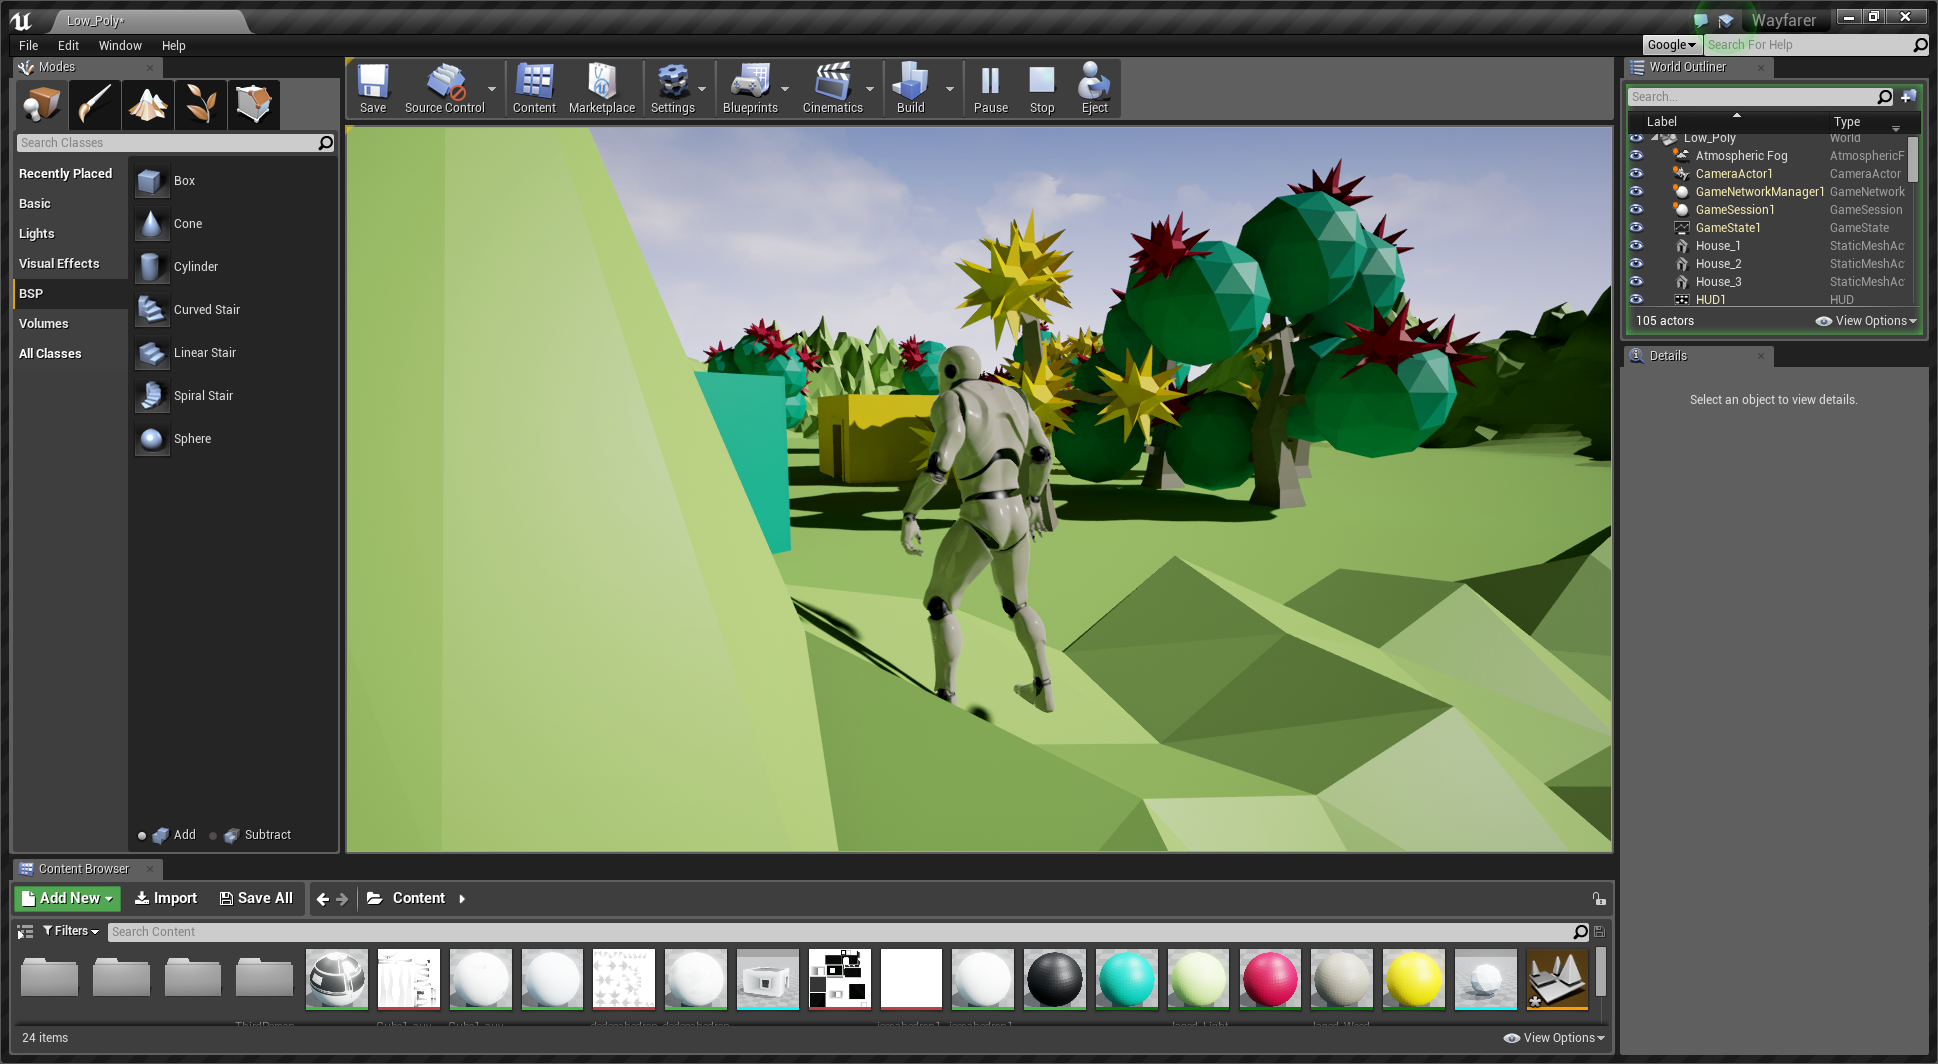 Low_Poly*
Wayfarer
File Edit Window Help
Google
Search For Help
Modes
Search Classes
Recently Placed
Basic
Lights
Visual Effects
BSP
Volumes
All Classes
Box
Cone
Cylinder
Curved Stair
Linear Stair
Spiral Stair
Sphere
Add Subtract
Save Source Control Content Marketplace Settings Blueprints Cinematics Build Pause Stop Eject
World Outliner
Search...
Label Type
Low_Poly World
Atmospheric Fog AtmosphericF
CameraActor1 CameraActor
GameNetworkManager1 GameNetwork
GameSession1 GameSession
GameState1 GameState
House_1 StaticMeshAc
House_2 StaticMeshAc
House_3 StaticMeshAc
HUD1 HUD
105 actors View Options
Details
Select an object to view details.
Content Browser
Add New Import Save All Content
Filters Search Content
24 items View Options